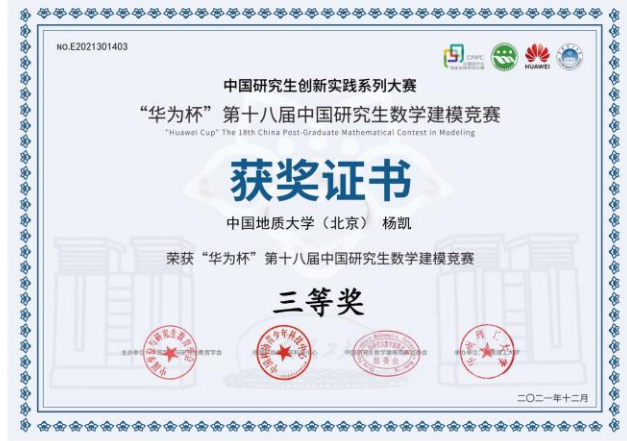 NO.E2021301403
CPIPC
HUAWEI
中国研究生创新实践系列大赛
“华为杯”第十八届中国研究生数学建模竞赛
"Huawei Cup" The 18th China Post-Graduate Mathematical Contest in Modeling
获奖证书
中国地质大学（北京） 杨凯
荣获“华为杯”第十八届中国研究生数学建模竞赛
三等奖
二〇二一年十二月